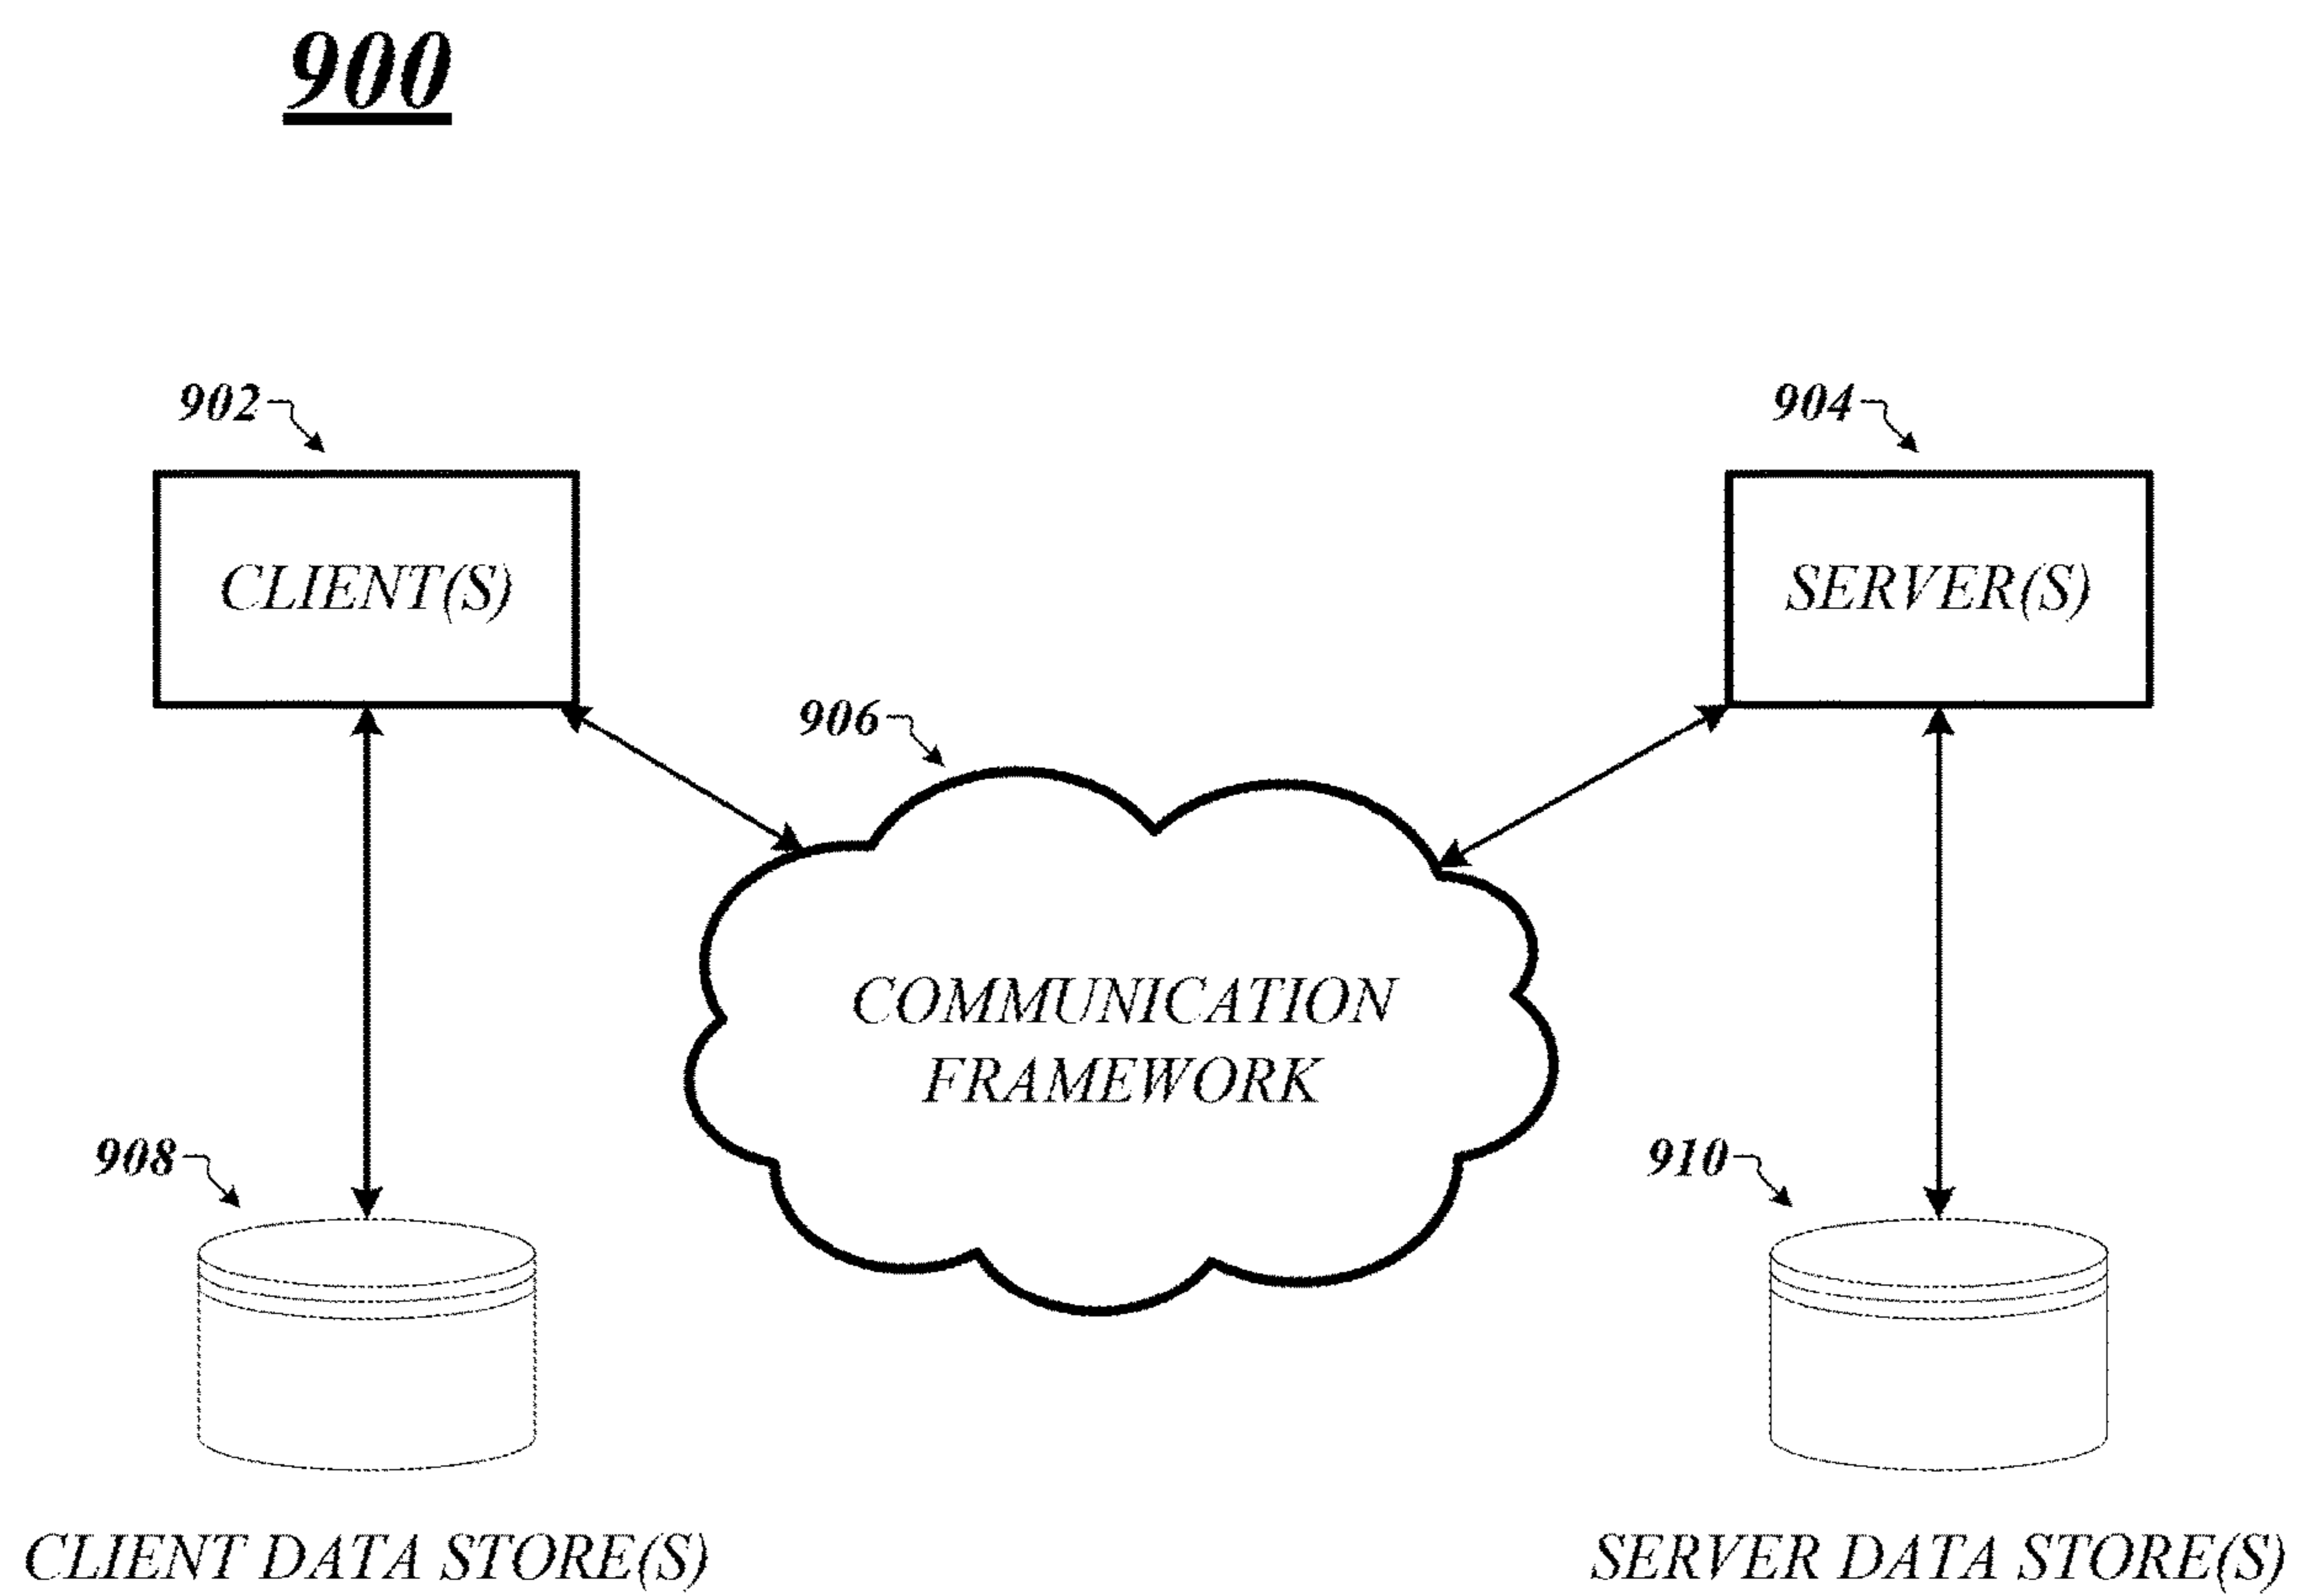 900
902
904
CLIENT(S)
SERVER(S)
906
COMMUNICATION
FRAMEWORK
908
910
CLIENT DATA STORE(S)
SERVER DATA STORE(S)